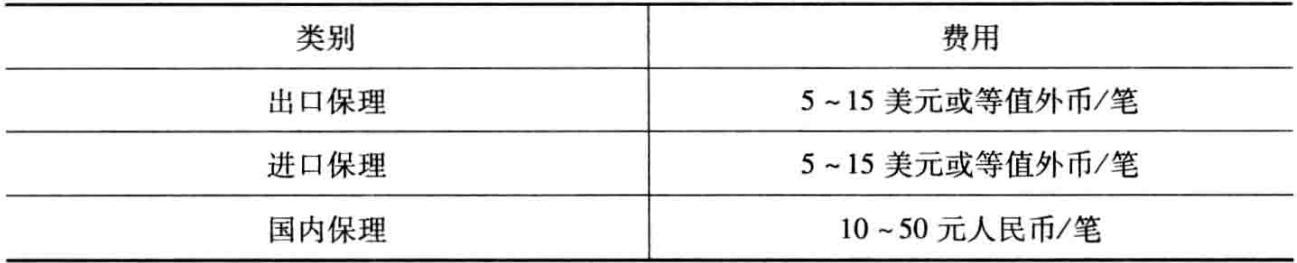 类别 费用
出口保理 5~15 美元或等值外币/笔
进口保理 5~15 美元或等值外币/笔
国内保理 10~50 元人民币/笔